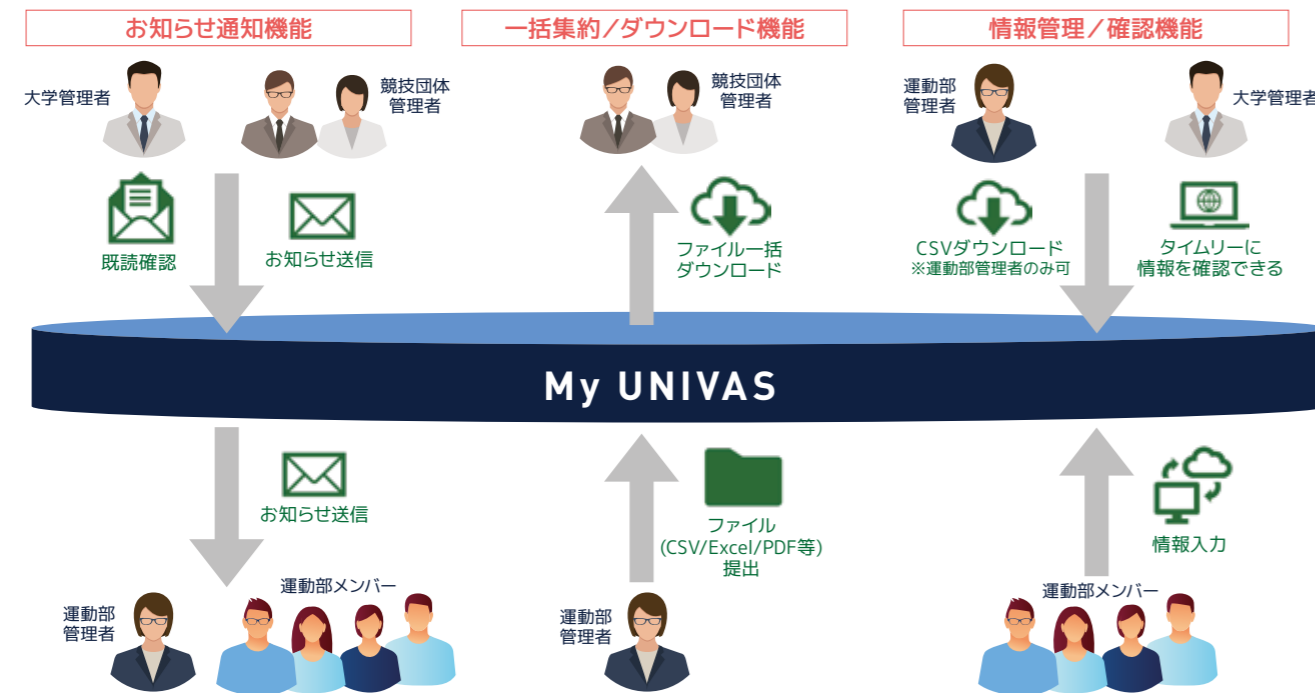 お知らせ通知機能
大学管理者
競技団体
管理者
既読確認
お知らせ送信
一括集約/ダウンロード機能
競技団体
管理者
ファイル一括
ダウンロード
情報管理/確認機能
運動部
管理者
大学管理者
CSVダウンロード
※運動部管理者のみ可
タイムリーに
情報を確認できる
My UNIVAS
お知らせ送信
運動部
管理者
運動部メンバー
ファイル
(CSV/Excel/PDF等)
提出
運動部
管理者
情報入力
運動部メンバー